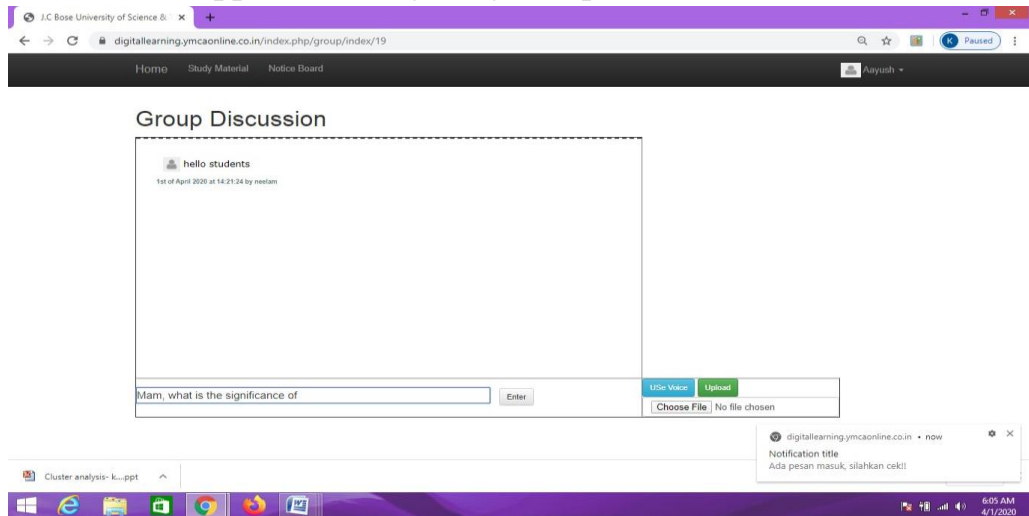 J.C Bose University of Science &
digitallearning.ymcaonline.co.in/index.php/group/index/19
K Paused
Home Study Material Notice Board Aayush
Group Discussion
hello students
1st of April 2020 at 14:21:24 by neelam
Mam, what is the significance of
Enter
USe Voice Upload
Choose File No file chosen
digitallearning.ymcaonline.co.in • now
Notification title
Ada pesan masuk, silahkan cek!!
Cluster analysis- k....ppt
6:05 AM
4/1/2020